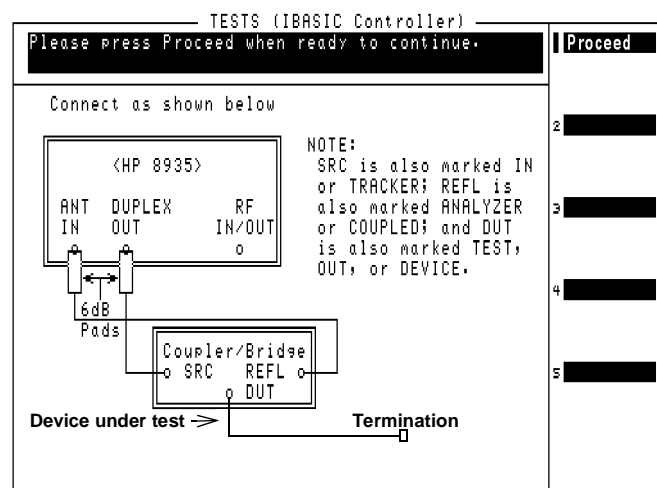 TESTS (IBASIC Controller)
Please press Proceed when ready to continue.
Proceed
Connect as shown below
2
3
4
5
<HP 8935>
ANT IN
DUPLEX OUT
RF IN/OUT
NOTE:
SRC is also marked IN
or TRACKER; REFL is
also marked ANALYZER
or COUPLED; and DUT
is also marked TEST,
OUT, or DEVICE.
6dB
Pads
Coupler/Bridge
SRC REFL
DUT
Device under test
Termination